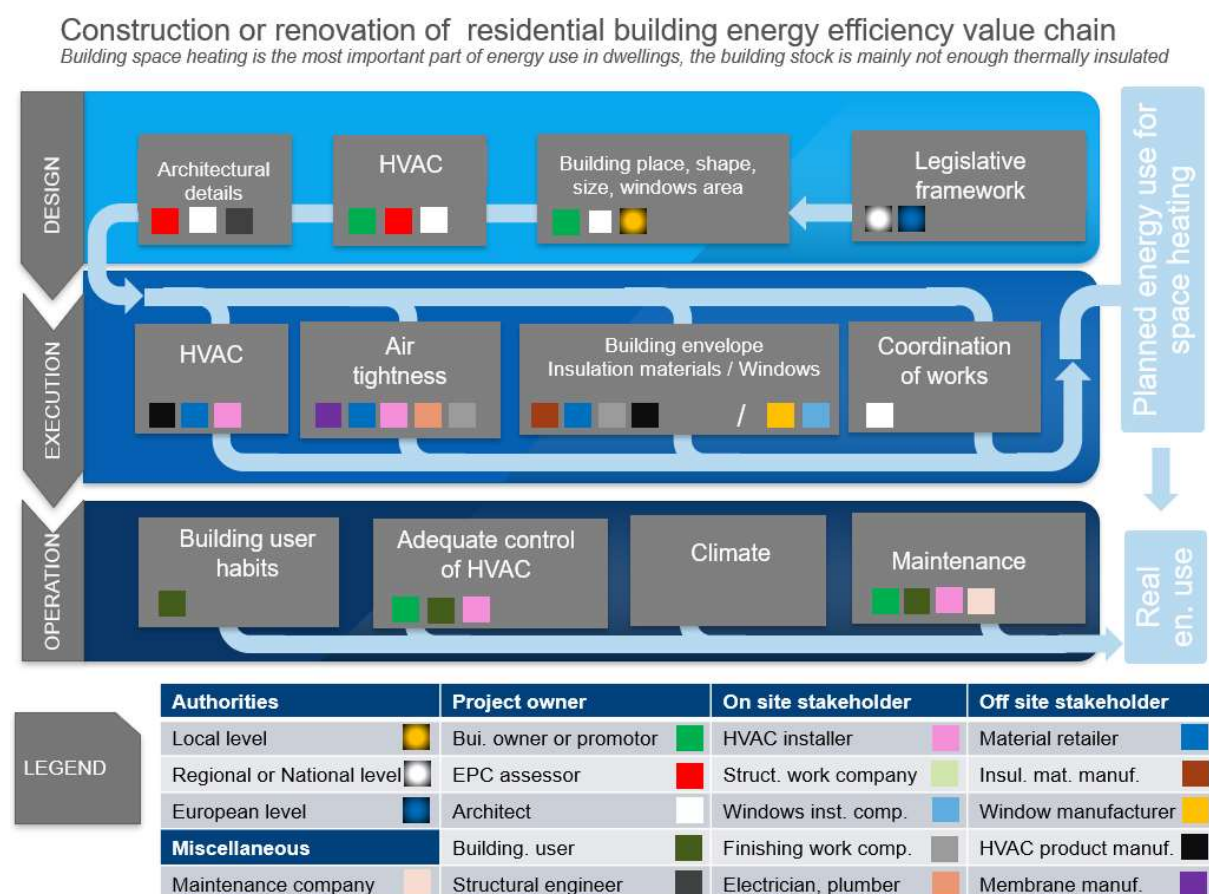 Construction or renovation of residential building energy efficiency value chain
Building space heating is the most important part of energy use in dwellings, the building stock is mainly not enough thermally insulated
DESIGN
Architectural
details
HVAC
Building place, shape,
size, windows area
Legislative
framework
Planned energy use for
space heating
EXECUTION
HVAC
Air
tightness
Building envelope
Insulation materials / Windows
/
Coordination
of works
OPERATION
Building user
habits
Adequate control
of HVAC
Climate
Maintenance
Real
en. use
LEGEND
Authorities
Project owner
On site stakeholder
Off site stakeholder
Local level
Bui. owner or promotor
HVAC installer
Material retailer
Regional or National level
EPC assessor
Struct. work company
Insul. mat. manuf.
European level
Architect
Windows inst. comp.
Window manufacturer
Miscellaneous
Building. user
Finishing work comp.
HVAC product manuf.
Maintenance company
Structural engineer
Electrician, plumber
Membrane manuf.